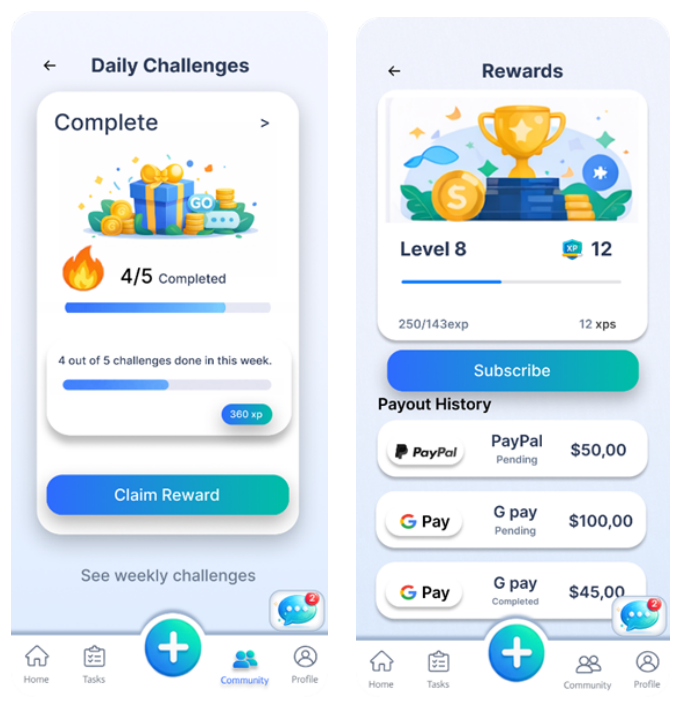 ← Daily Challenges
Complete >
GO
4/5 Completed
4 out of 5 challenges done in this week.
360 xp
Claim Reward
See weekly challenges
2
Home Tasks Community Profile
← Rewards
S
Level 8 XP 12
250/143exp 12 xps
Subscribe
Payout History
PayPal PayPal $50,00
Pending
G Pay G pay $100,00
Pending
G Pay G pay $45,00
Completed
2
Home Tasks Community Profile